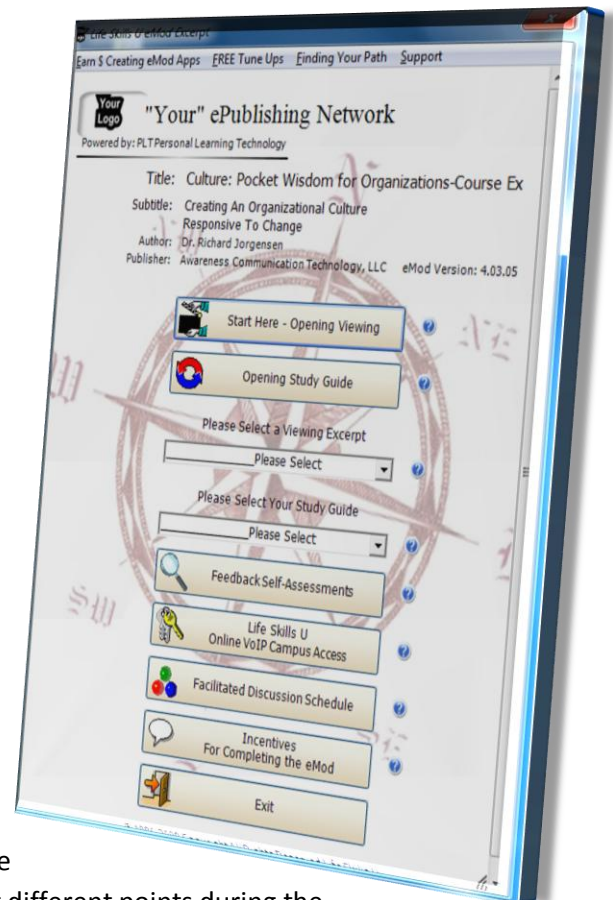 Life Skills U eMod Excerpt
Earn $ Creating eMod Apps FREE Tune Ups Finding Your Path Support
Your
Logo
"Your" ePublishing Network
Powered by: PLT Personal Learning Technology
Title: Culture: Pocket Wisdom for Organizations-Course Ex
Subtitle: Creating An Organizational Culture
Responsive To Change
Author: Dr. Richard Jorgensen
Publisher: Awareness Communication Technology, LLC eMod Version: 4.03.05
N
NE
Start Here - Opening Viewing
Opening Study Guide
Please Select a Viewing Excerpt
____________Please Select
Please Select Your Study Guide
____________Please Select
Feedback Self-Assessments
SW
Life Skills U
Online VoIP Campus Access
Facilitated Discussion Schedule
SE
Incentives
For Completing the eMod
Exit
different points during the